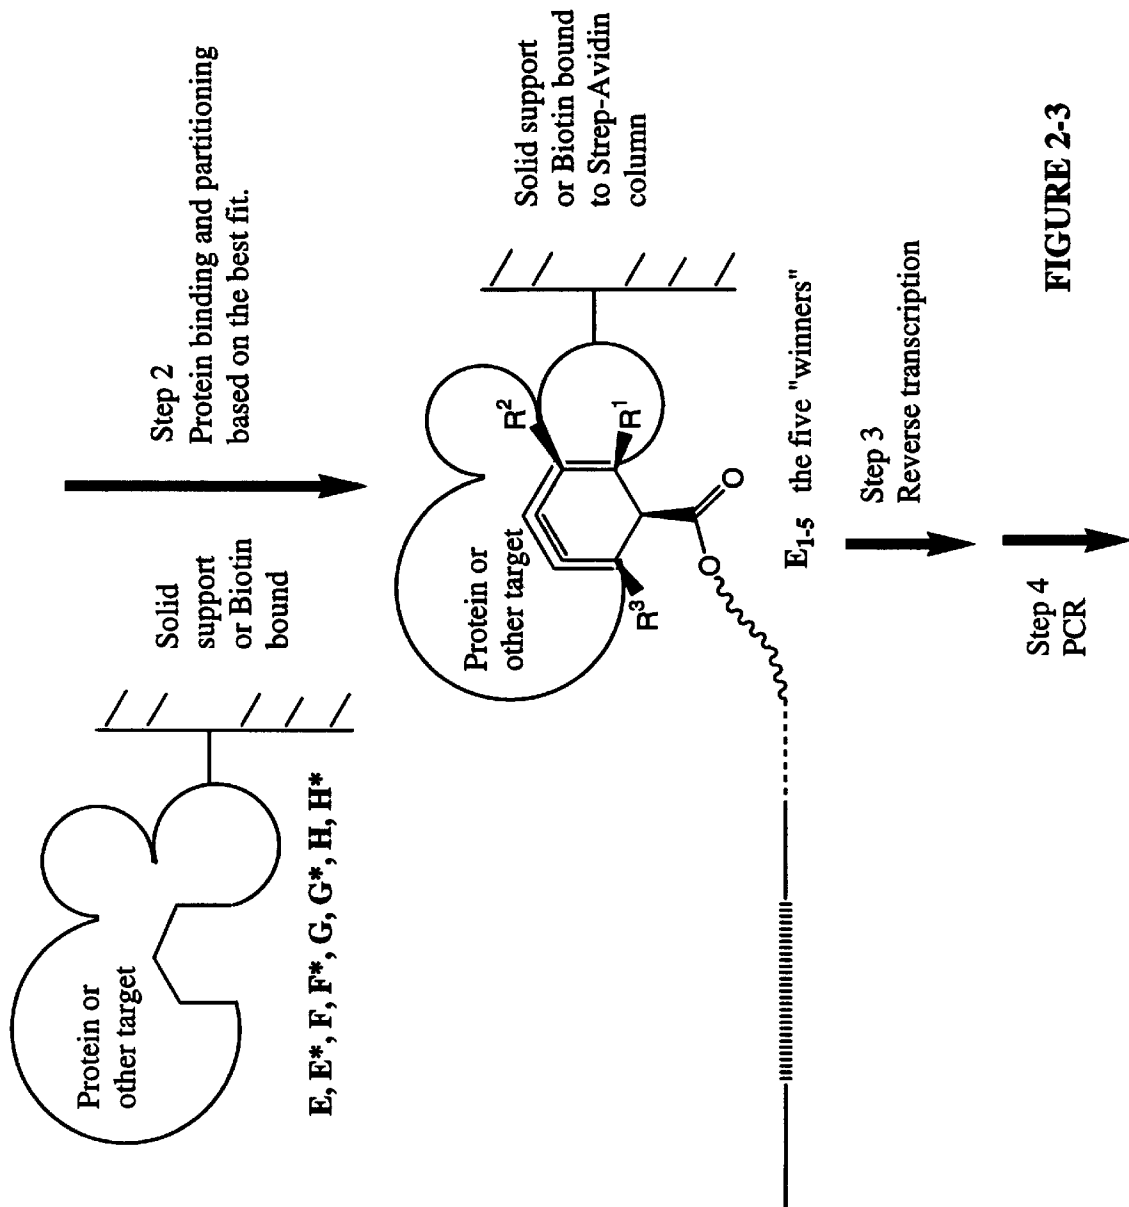 Protein or
other target
E, E*, F, F*, G, G*, H, H*
Solid
support
or Biotin
bound
Step 2
Protein binding and partitioning
based on the best fit.
Protein or
other target
R³
R²
R¹
O
O
Solid support
or Biotin bound
to Strep-Avidin
column
E₁₋₅ the five "winners"
Step 3
Reverse transcription
Step 4
PCR
FIGURE 2-3